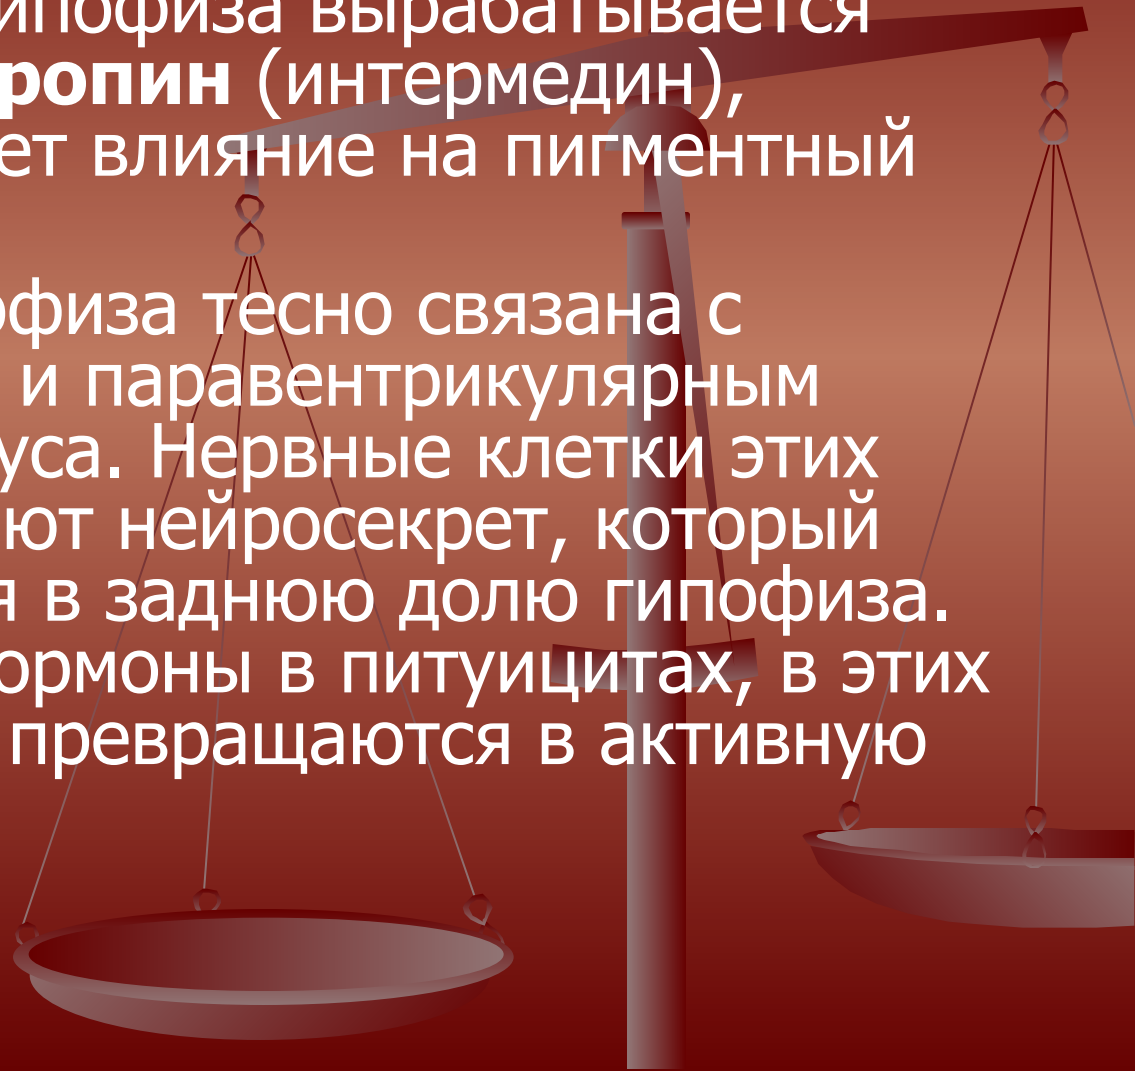 ипофиза вырабатывается
ропин (интермедин),
ет влияние на пигментный
офиза тесно связана с
и паравентрикулярным
уса. Нервные клетки этих
ют нейросекрет, который
я в заднюю долю гипофиза.
ормоны в питуицитах, в этих
превращаются в активную